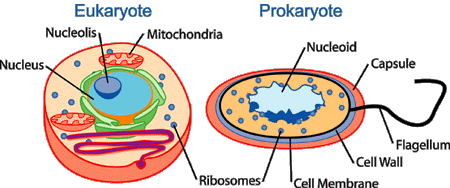 Eukaryote
Prokaryote
Nucleolis
Mitochondria
Nucleus
Ribosomes
Nucleoid
Capsule
Flagellum
Cell Wall
Cell Membrane